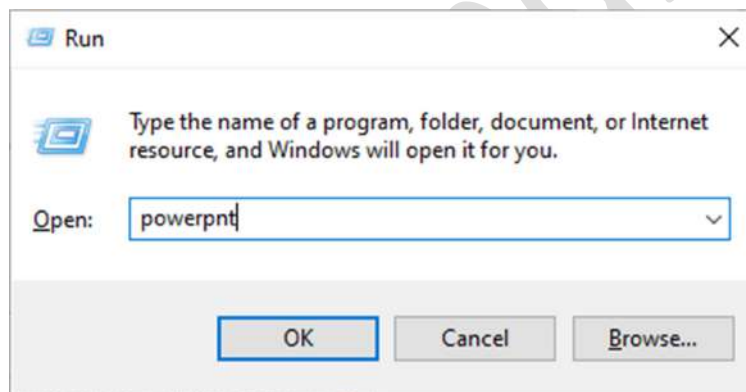 Run
Type the name of a program, folder, document, or Internet
resource, and Windows will open it for you.
Open: powerpnt
OK Cancel Browse...